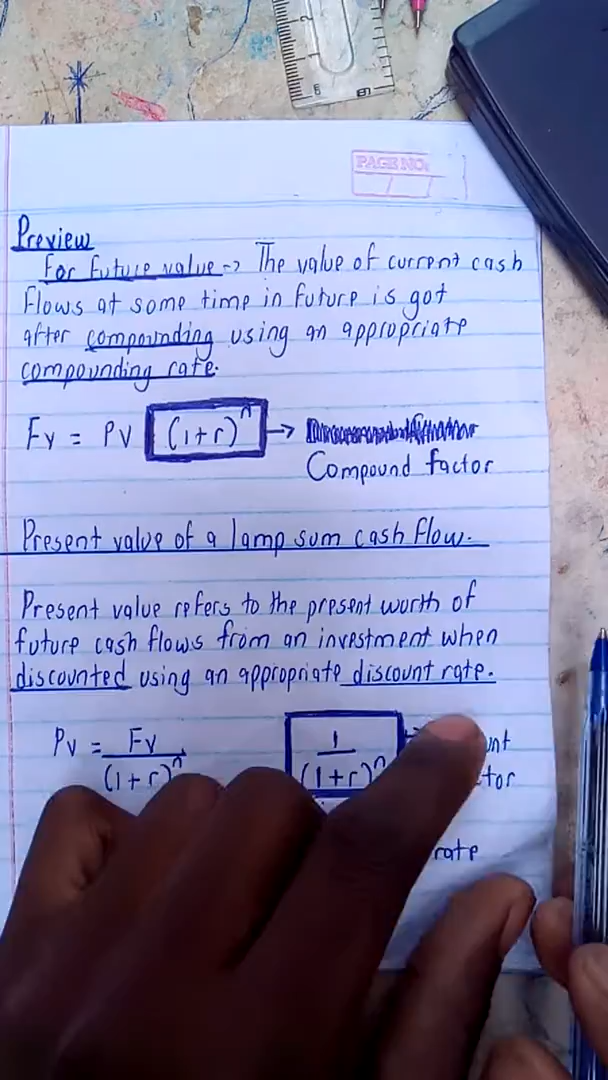 PAGE NO:
Preview
For Future value -> The value of current cash
flows at some time in future is got
after compounding using an appropriate
compounding rate.
Fv = Pv (1+r)^n →
Compound factor
Present value of a lamp sum cash flow.
Present value refers to the present worth of
future cash flows from an investment when
discounted using an appropriate discount rate.
Pv = Fv/(1+r)^n 1/(1+r)^n →
rate